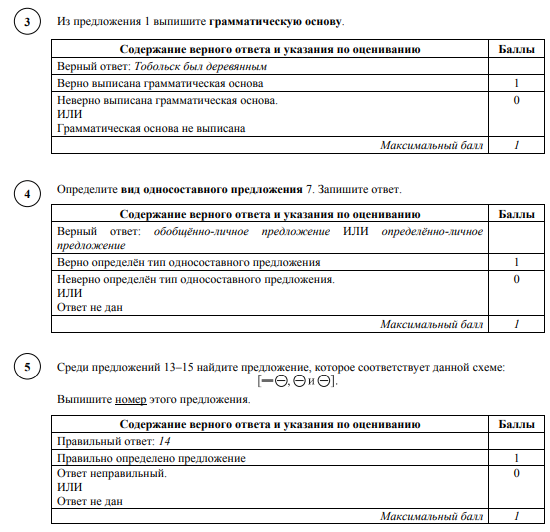 3
Из предложения 1 выпишите грамматическую основу.
Содержание верного ответа и указания по оцениванию Баллы
Верный ответ: Тобольск был деревянным
Верно выписана грамматическая основа 1
Неверно выписана грамматическая основа. 0
ИЛИ
Грамматическая основа не выписана
Максимальный балл 1
4
Определите вид односоставного предложения 7. Запишите ответ.
Содержание верного ответа и указания по оцениванию Баллы
Верный ответ: обобщённо-личное предложение ИЛИ определённо-личное
предложение
Верно определён тип односоставного предложения 1
Неверно определён тип односоставного предложения. 0
ИЛИ
Ответ не дан
Максимальный балл 1
5
Среди предложений 13–15 найдите предложение, которое соответствует данной схеме:
[━⊖, ⊖ и ⊖].
Выпишите номер этого предложения.
Содержание верного ответа и указания по оцениванию Баллы
Правильный ответ: 14
Правильно определено предложение 1
Ответ неправильный. 0
ИЛИ
Ответ не дан
Максимальный балл 1